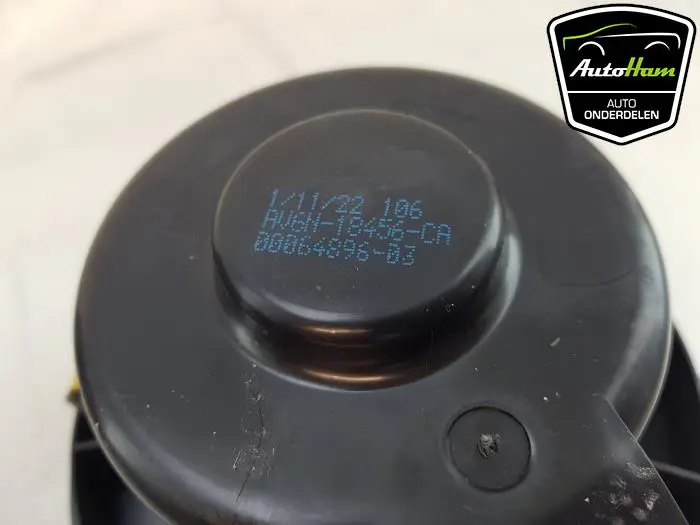 AutoHam
AUTO
ONDERDELEN
1/11/22 106
AV6N-18456-CA
00064896-03